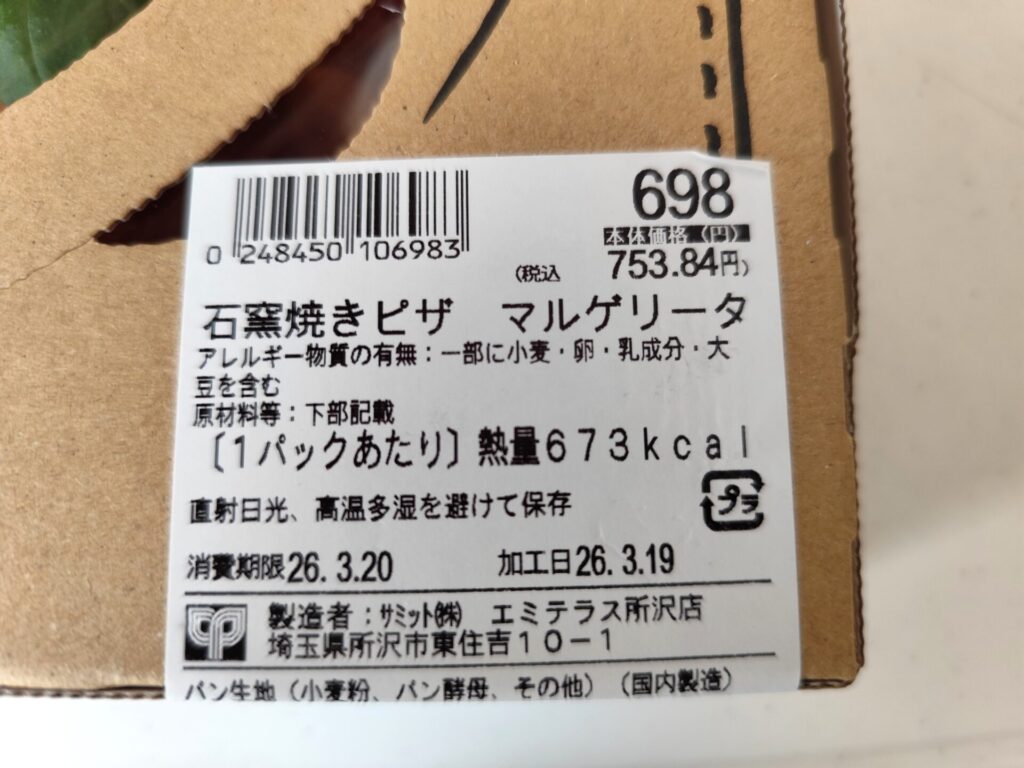 698
本体価格（円）
0 248450 106983
（税込 753.84円）
石窯焼きピザ　マルゲリータ
アレルギー物質の有無：一部に小麦・卵・乳成分・大
豆を含む
原材料等：下部記載
〔１パックあたり〕熱量６７３ｋｃａｌ
直射日光、高温多湿を避けて保存
プラ
消費期限26. 3.20　加工日26. 3.19
製造者：ｻﾐｯﾄ㈱　エミテラス所沢店
埼玉県所沢市東住吉１０－１
パン生地（小麦粉、パン酵母、その他）（国内製造）